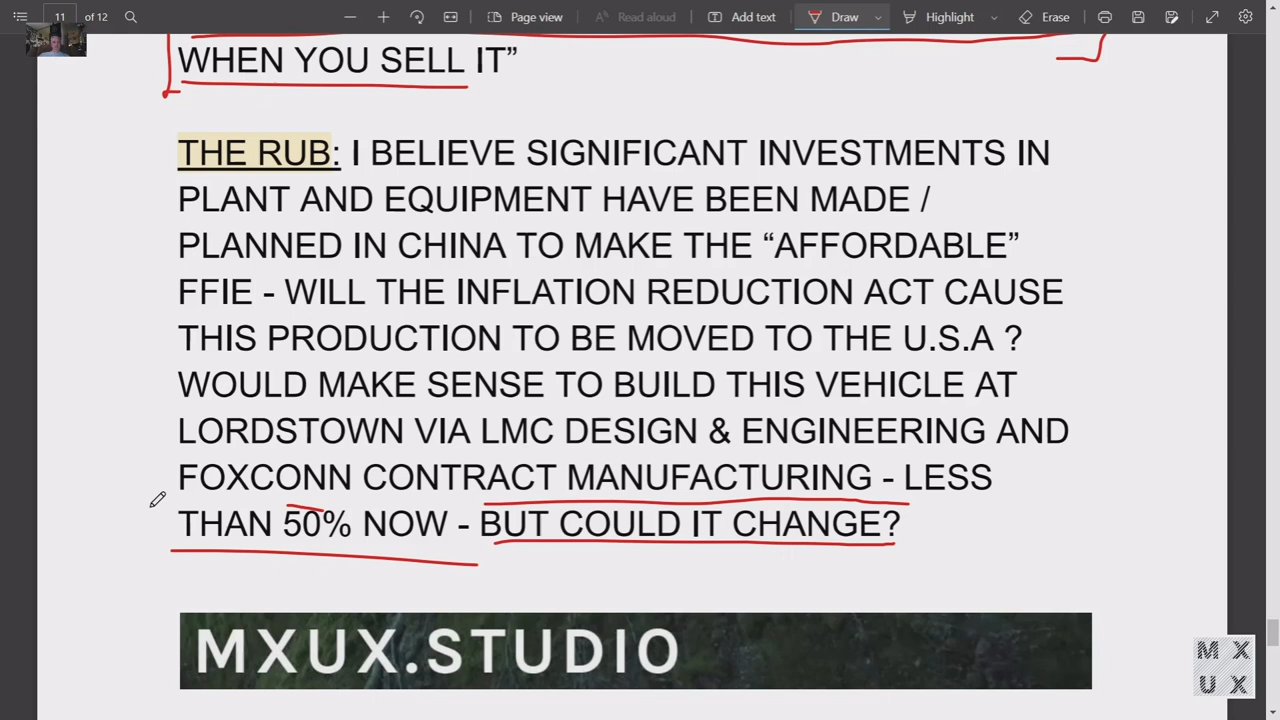 11 of 12
Page view
Read aloud
Add text
Draw
Highlight
Erase
WHEN YOU SELL IT”
THE RUB: I BELIEVE SIGNIFICANT INVESTMENTS IN
PLANT AND EQUIPMENT HAVE BEEN MADE /
PLANNED IN CHINA TO MAKE THE “AFFORDABLE”
FFIE - WILL THE INFLATION REDUCTION ACT CAUSE
THIS PRODUCTION TO BE MOVED TO THE U.S.A ?
WOULD MAKE SENSE TO BUILD THIS VEHICLE AT
LORDSTOWN VIA LMC DESIGN & ENGINEERING AND
FOXCONN CONTRACT MANUFACTURING - LESS
THAN 50% NOW - BUT COULD IT CHANGE?
MXUX.STUDIO
M X
U X